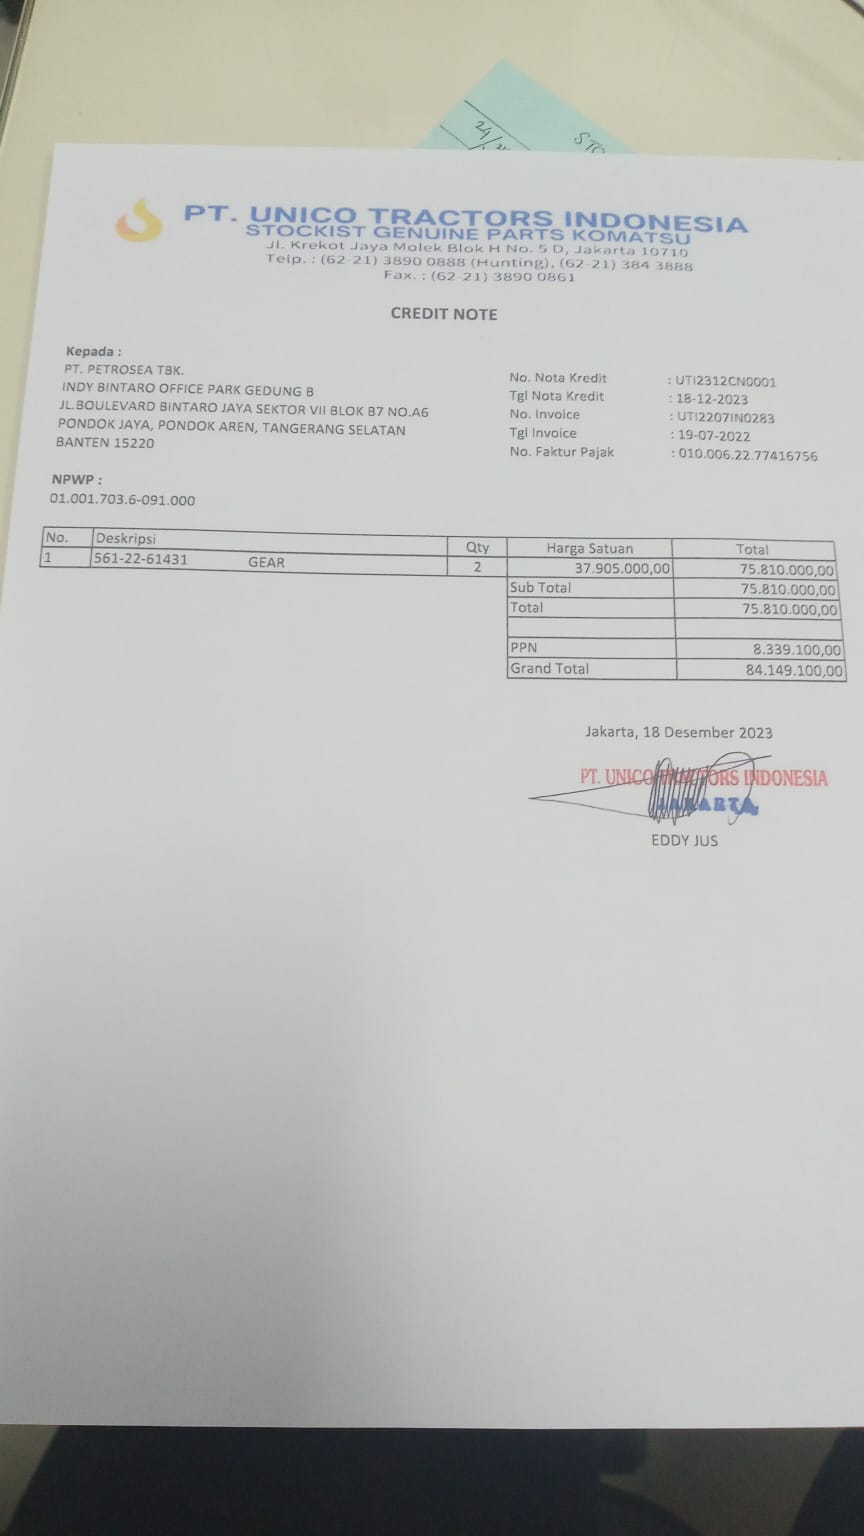 24/
STO
PT. UNICO TRACTORS INDONESIA
STOCKIST GENUINE PARTS KOMATSU
Jl. Krekot Jaya Molek Blok H No. 5 D, Jakarta 10710
Telp. : (62-21) 3890 0888 (Hunting), (62-21) 384 3888
Fax. : (62-21) 3890 0861
CREDIT NOTE
Kepada :
PT. PETROSEA TBK.
INDY BINTARO OFFICE PARK GEDUNG B
JL.BOULEVARD BINTARO JAYA SEKTOR VII BLOK B7 NO.A6
PONDOK JAYA, PONDOK AREN, TANGERANG SELATAN
BANTEN 15220
No. Nota Kredit : UTI2312CN0001
Tgl Nota Kredit : 18-12-2023
No. Invoice : UTI2207IN0283
Tgl Invoice : 19-07-2022
No. Faktur Pajak : 010.006.22.77416756
NPWP :
01.001.703.6-091.000
No. Deskripsi Qty Harga Satuan Total
1 561-22-61431 GEAR 2 37.905.000,00 75.810.000,00
Sub Total 75.810.000,00
Total 75.810.000,00
PPN 8.339.100,00
Grand Total 84.149.100,00
Jakarta, 18 Desember 2023
PT. UNICO TRACTORS INDONESIA
JAKARTA
EDDY JUS